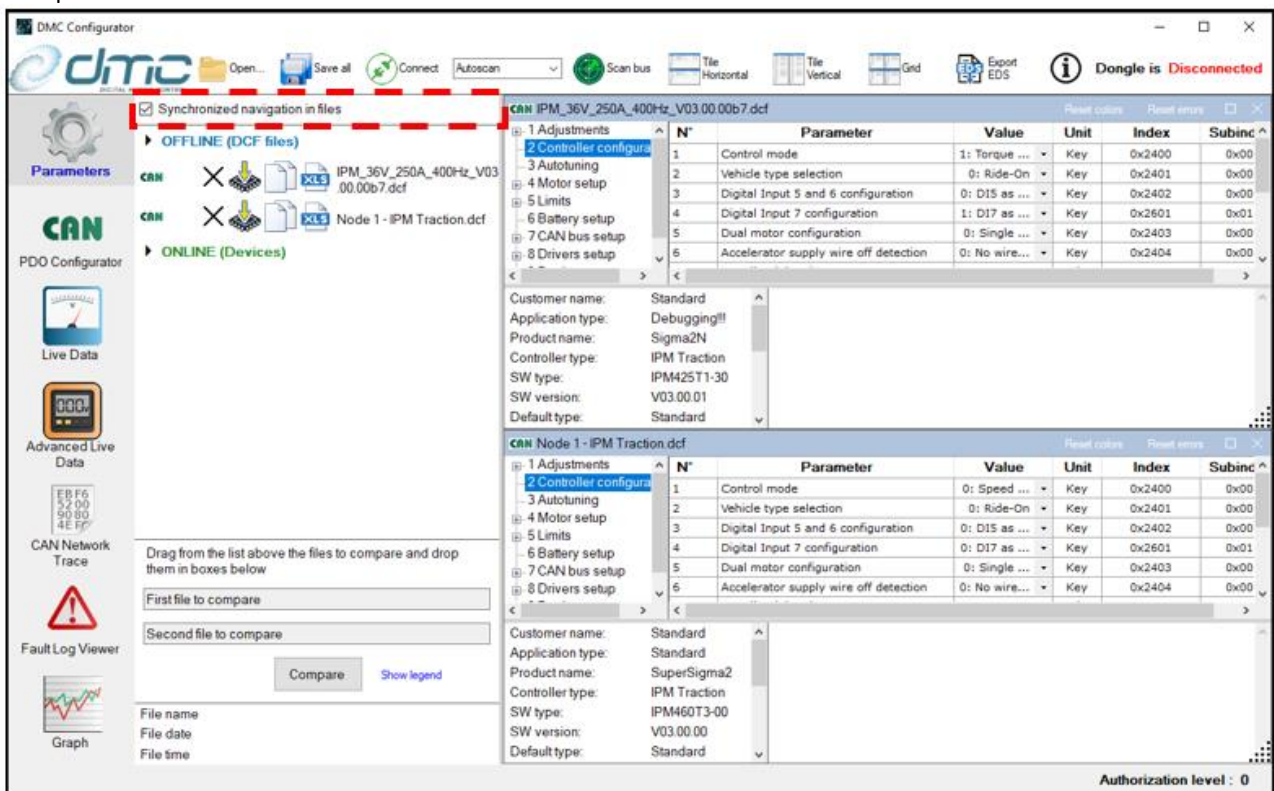 DMC Configurator
dmc
Open... Save all Connect Autoscan Scan bus Tile Horizontal Tile Vertical Grid Export EDS Dongle is Disconnected
Parameters
CAN
PDO Configurator
Live Data
Advanced Live
Data
CAN Network
Trace
Fault Log Viewer
Graph
Synchronized navigation in files
OFFLINE (DCF files)
CAN XLS IPM_36V_250A_400Hz_V03
.00.00b7.dcf
CAN XLS Node 1 - IPM Traction.dcf
ONLINE (Devices)
Drag from the list above the files to compare and drop
them in boxes below
First file to compare
Second file to compare
Compare Show legend
File name
File date
File time
CAN IPM_36V_250A_400Hz_V03.00.00b7.dcf Reset colors Reset errors
1 Adjustments
2 Controller configura
3 Autotuning
4 Motor setup
5 Limits
6 Battery setup
7 CAN bus setup
8 Drivers setup
N° Parameter Value Unit Index Subinc
1 Control mode 1: Torque ... Key 0x2400 0x00
2 Vehicle type selection 0: Ride-On Key 0x2401 0x00
3 Digital Input 5 and 6 configuration 0: DI5 as ... Key 0x2402 0x00
4 Digital Input 7 configuration 1: DI7 as ... Key 0x2601 0x01
5 Dual motor configuration 0: Single ... Key 0x2403 0x00
6 Accelerator supply wire off detection 0: No wire... Key 0x2404 0x00
Customer name: Standard
Application type: Debugging!!!
Product name: Sigma2N
Controller type: IPM Traction
SW type: IPM425T1-30
SW version: V03.00.01
Default type: Standard
CAN Node 1 - IPM Traction.dcf Reset colors Reset errors
1 Adjustments
2 Controller configura
3 Autotuning
4 Motor setup
5 Limits
6 Battery setup
7 CAN bus setup
8 Drivers setup
N° Parameter Value Unit Index Subinc
1 Control mode 0: Speed ... Key 0x2400 0x00
2 Vehicle type selection 0: Ride-On Key 0x2401 0x00
3 Digital Input 5 and 6 configuration 0: DI5 as ... Key 0x2402 0x00
4 Digital Input 7 configuration 0: DI7 as ... Key 0x2601 0x01
5 Dual motor configuration 0: Single ... Key 0x2403 0x00
6 Accelerator supply wire off detection 0: No wire... Key 0x2404 0x00
Customer name: Standard
Application type: Standard
Product name: SuperSigma2
Controller type: IPM Traction
SW type: IPM460T3-00
SW version: V03.00.00
Default type: Standard
Authorization level : 0